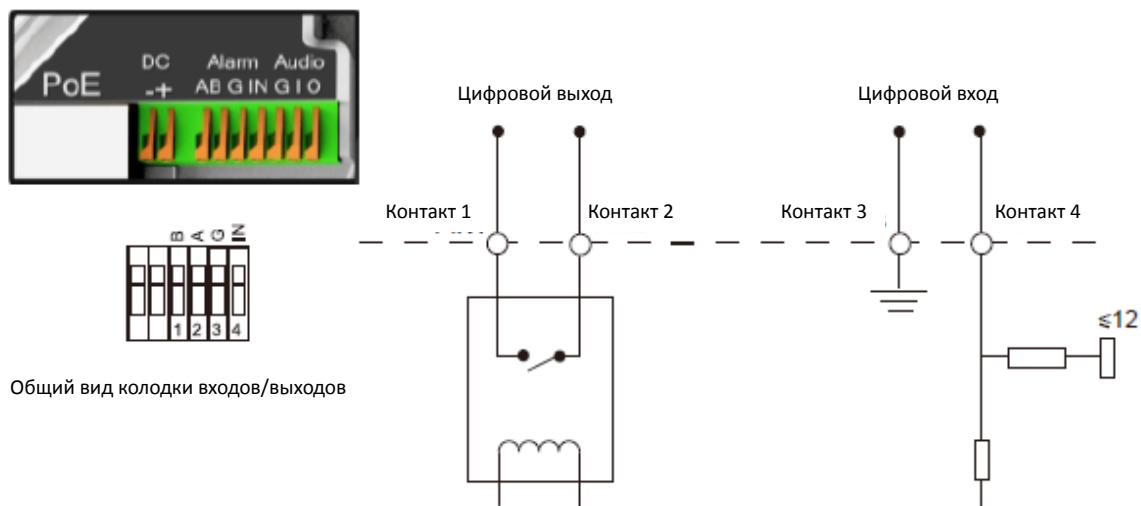 DC Alarm Audio
PoE -+ AB G IN G I O
Цифровой выход
Цифровой вход
Контакт 1
Контакт 2
Контакт 3
Контакт 4
B A G IN
1 2 3 4
≤12
Общий вид колодки входов/выходов